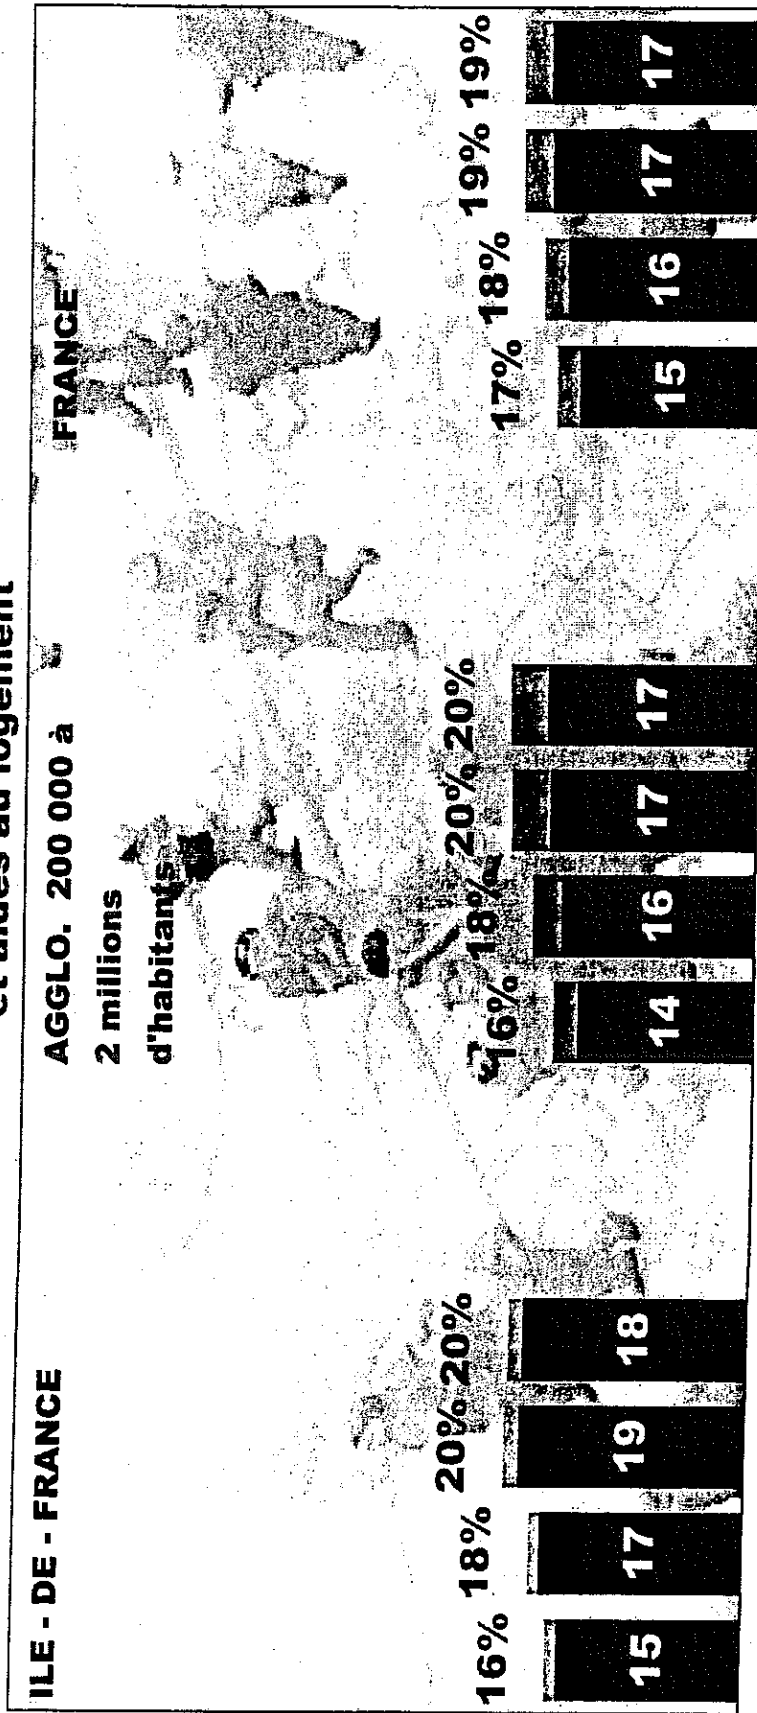 et aides au logement
ILE - DE - FRANCE
AGGLO. 200 000 à
2 millions
d'habitants
FRANCE
16% 18% 20% 20%
16% 18% 20% 20%
17% 18% 19% 19%
15 17 19 18
14 16 17 17
15 16 17 17